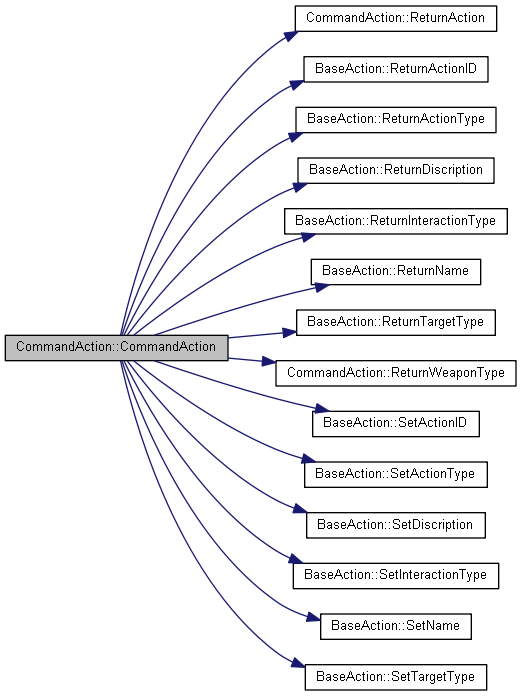 CommandAction::ReturnAction
BaseAction::ReturnActionID
BaseAction::ReturnActionType
BaseAction::ReturnDiscription
BaseAction::ReturnInteractionType
BaseAction::ReturnName
BaseAction::ReturnTargetType
CommandAction::CommandAction
CommandAction::ReturnWeaponType
BaseAction::SetActionID
BaseAction::SetActionType
BaseAction::SetDiscription
BaseAction::SetInteractionType
BaseAction::SetName
BaseAction::SetTargetType